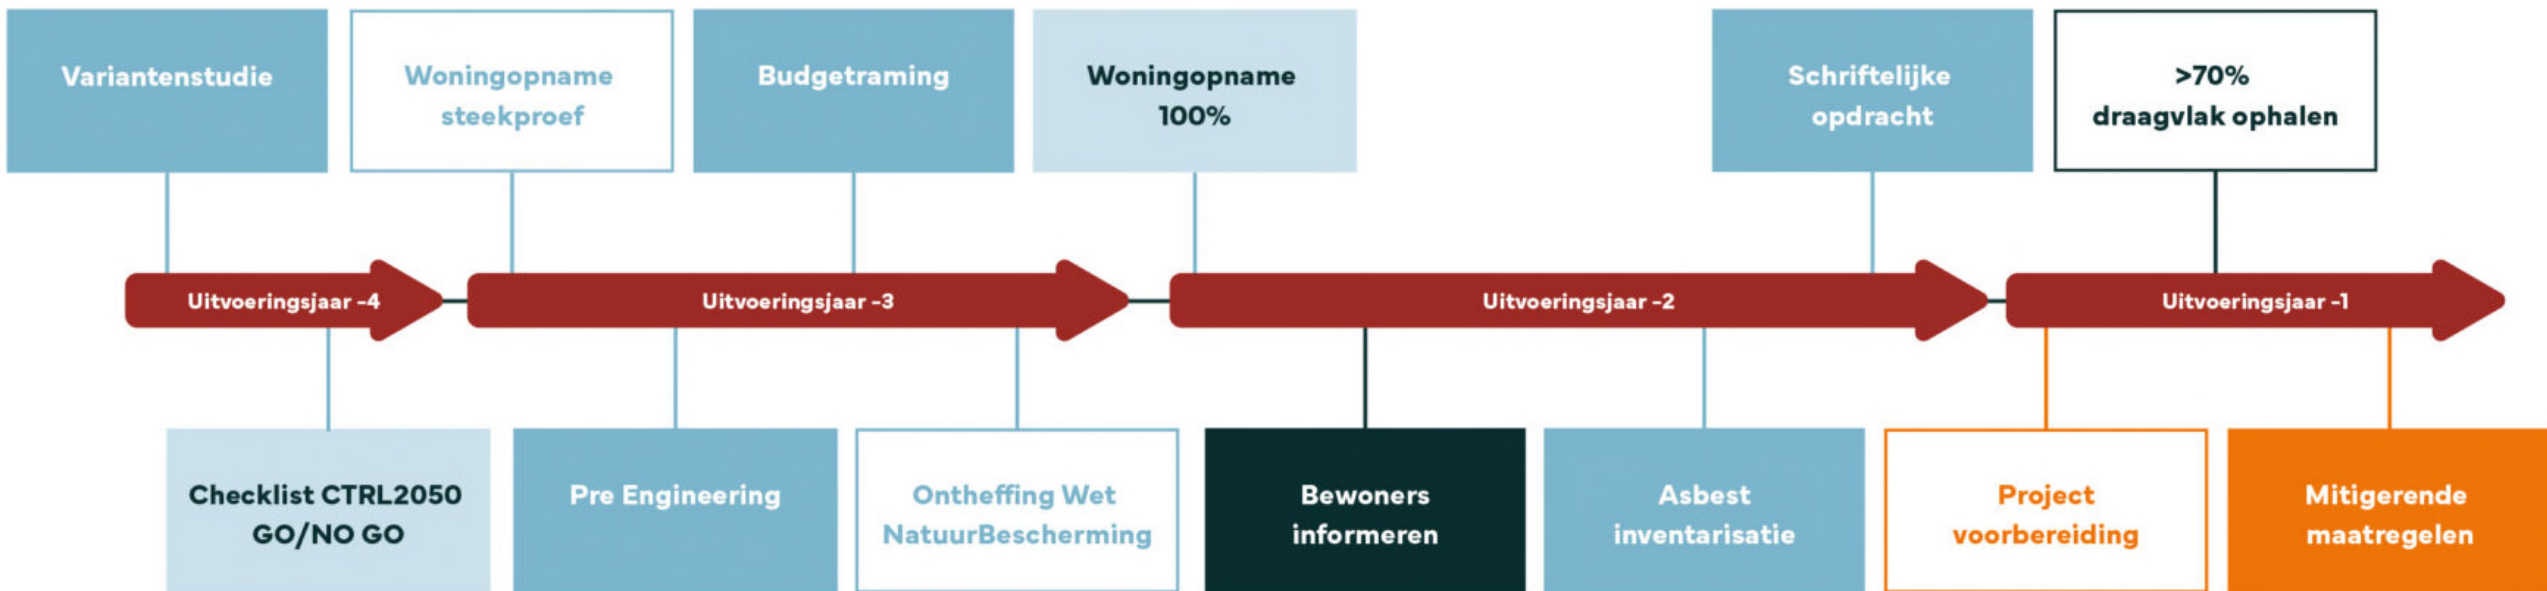 Variantenstudie
Woningopname
steekproef
Budgetraming
Woningopname
100%
Schriftelijke
opdracht
>70%
draagvlak ophalen
Uitvoeringsjaar -4
Uitvoeringsjaar -3
Uitvoeringsjaar -2
Uitvoeringsjaar -1
Checklist CTRL2050
GO/NO GO
Pre Engineering
Ontheffing Wet
NatuurBescherming
Bewoners
informeren
Asbest
inventarisatie
Project
voorbereiding
Mitigerende
maatregelen